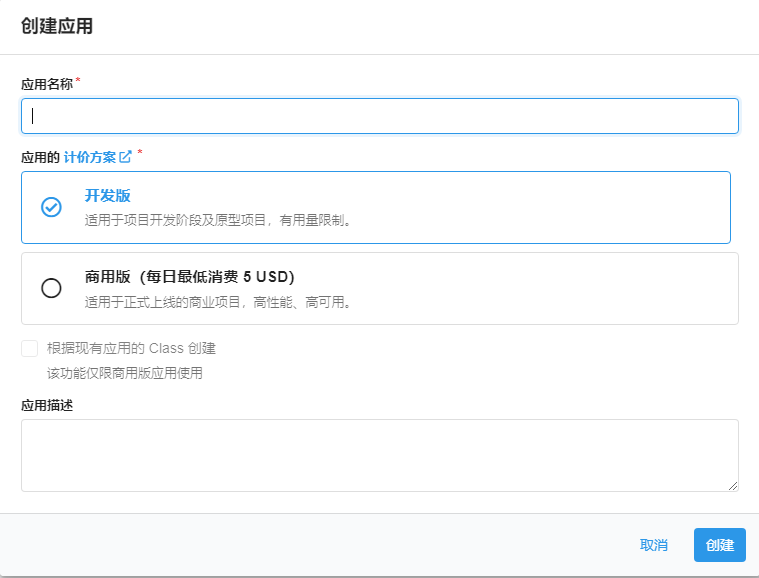 创建应用
应用名称*
应用的 计价方案 *
开发版
适用于项目开发阶段及原型项目，有用量限制。
商用版（每日最低消费 5 USD）
适用于正式上线的商业项目，高性能、高可用。
根据现有应用的 Class 创建
该功能仅限商用版应用使用
应用描述
取消 创建